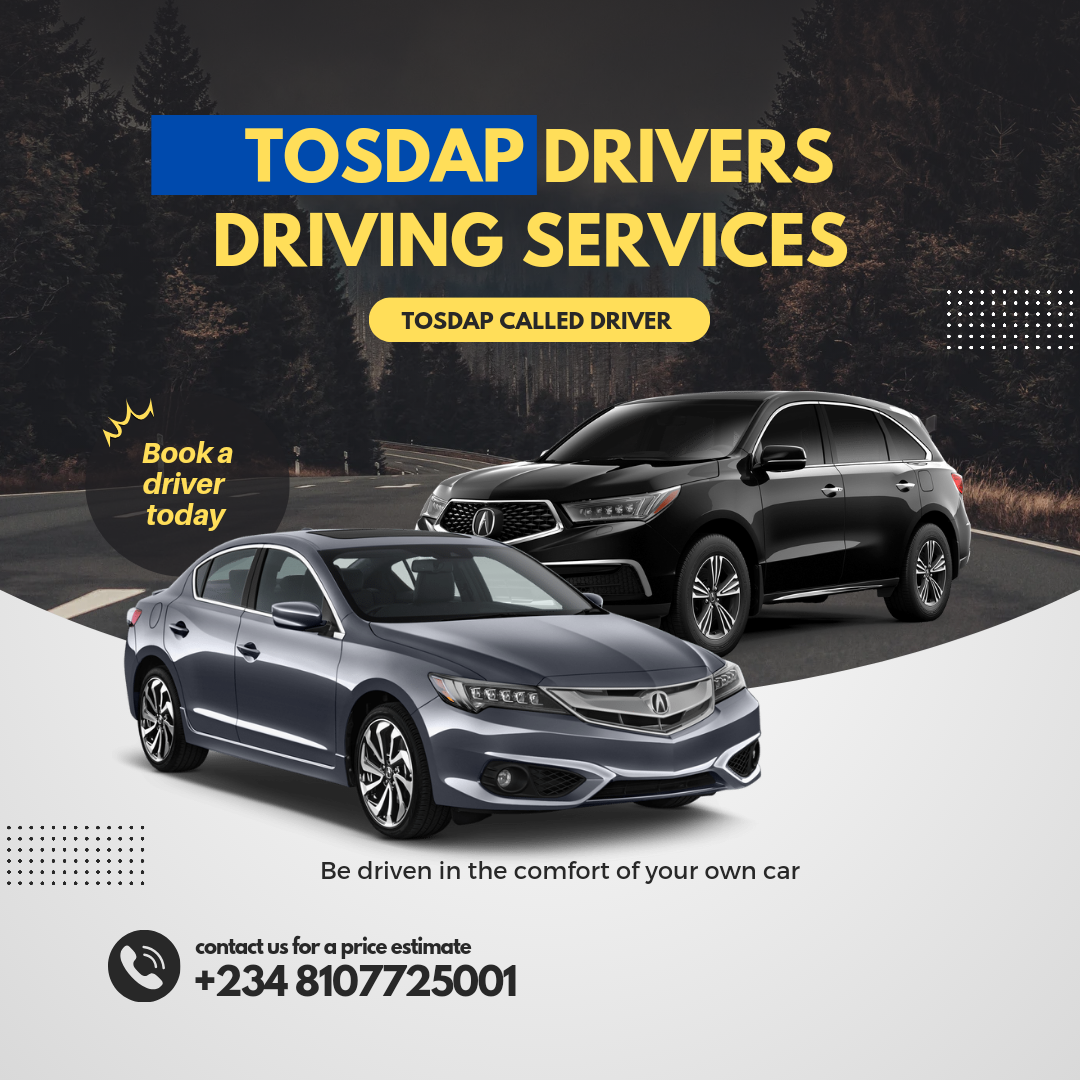 TOSDAP DRIVERS
DRIVING SERVICES
TOSDAP CALLED DRIVER
Book a
driver
today
Be driven in the comfort of your own car
contact us for a price estimate
+234 8107725001